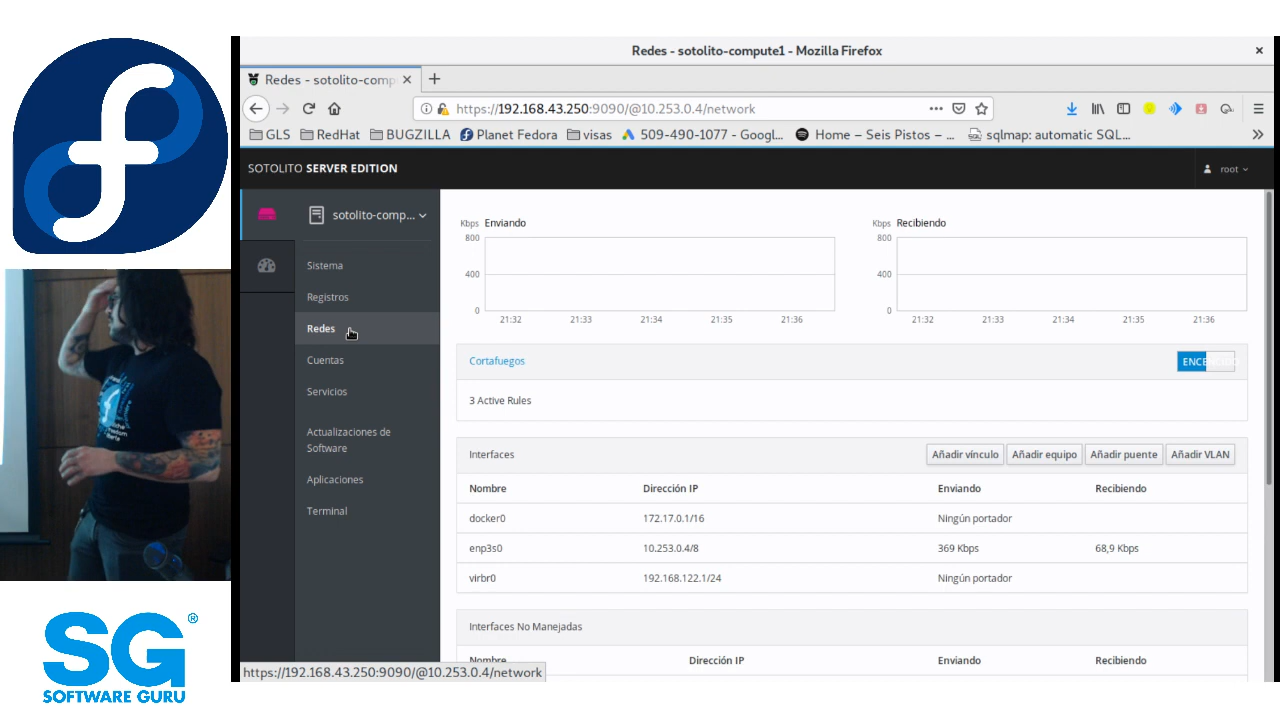 Redes - sotolito-compute1 - Mozilla Firefox
Redes - sotolito-comp
https://192.168.43.250:9090/@10.253.0.4/network
GLS RedHat BUGZILLA Planet Fedora visas 509-490-1077 - Googl... Home – Seis Pistos – ... sqlmap: automatic SQL...
SOTOLITO SERVER EDITION
root
sotolito-comp...
Sistema
Registros
Redes
Cuentas
Servicios
Actualizaciones de
Software
Aplicaciones
Terminal
Kbps Enviando
800
400
0
21:32 21:33 21:34 21:35 21:36
Kbps Recibiendo
800
400
0
21:32 21:33 21:34 21:35 21:36
Cortafuegos
3 Active Rules
Interfaces Añadir vínculo Añadir equipo Añadir puente Añadir VLAN
Nombre Dirección IP Enviando Recibiendo
docker0 172.17.0.1/16 Ningún portador
enp3s0 10.253.0.4/8 369 Kbps 68,9 Kbps
virbr0 192.168.122.1/24 Ningún portador
Interfaces No Manejadas
Nombre Dirección IP Enviando Recibiendo
https://192.168.43.250:9090/@10.253.0.4/network
SG®
SOFTWARE GURU